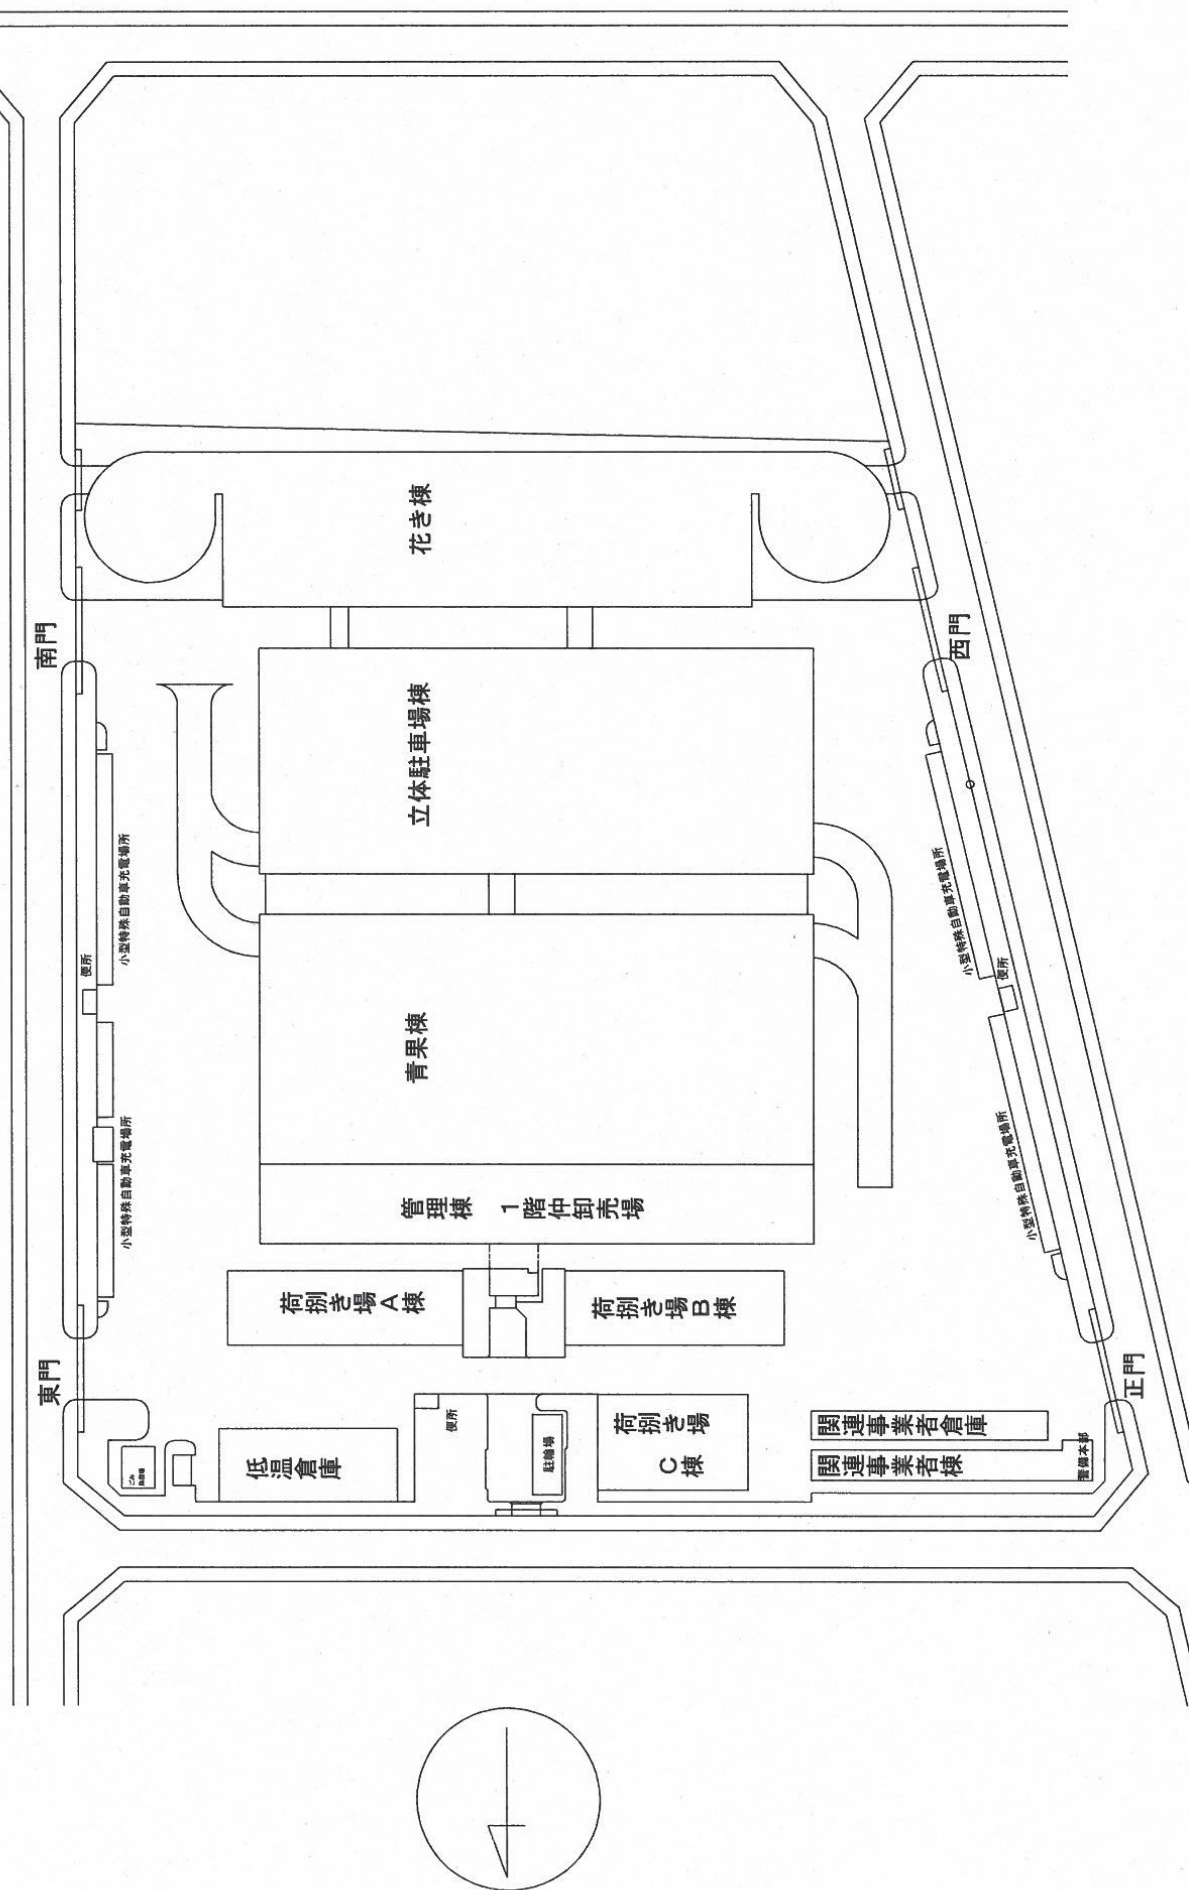 花き棟
南門
西門
立体駐車場棟
小型特殊自動車充電場所
小型特殊自動車充電場所
便所
便所
青果棟
小型特殊自動車充電場所
小型特殊自動車充電場所
管理棟 1階仲卸売場
荷捌き場A棟
荷捌き場B棟
東門
正門
便所
荷捌き場
C棟
関連事業者倉庫
関連事業者棟
警備本部
低温倉庫
駐輪場
ごみ